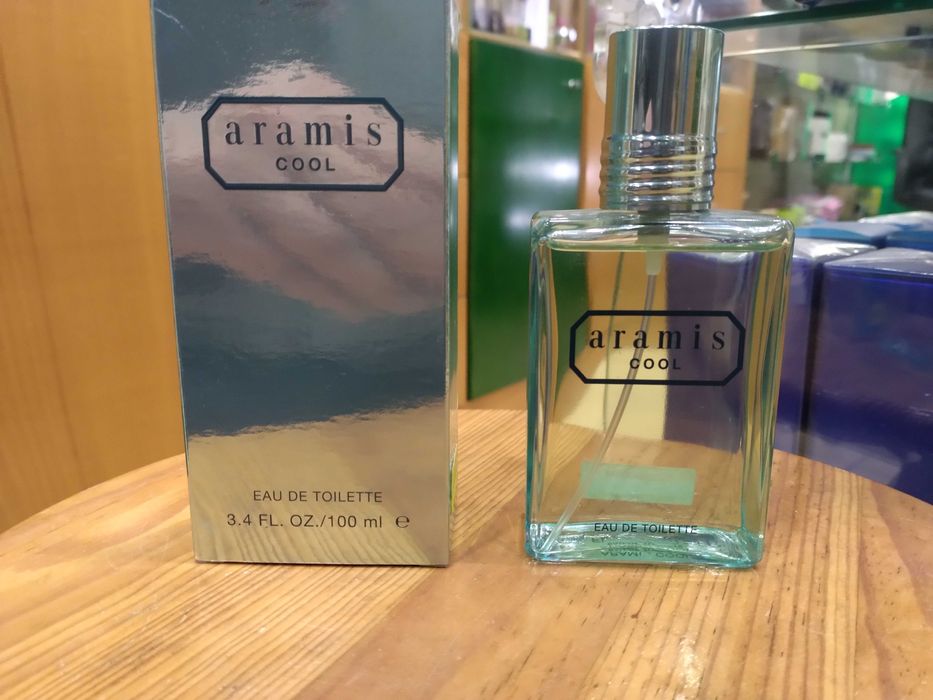 aramis
COOL
EAU DE TOILETTE
3.4 FL. OZ./100 ml ℮
aramis
COOL
EAU DE TOILETTE